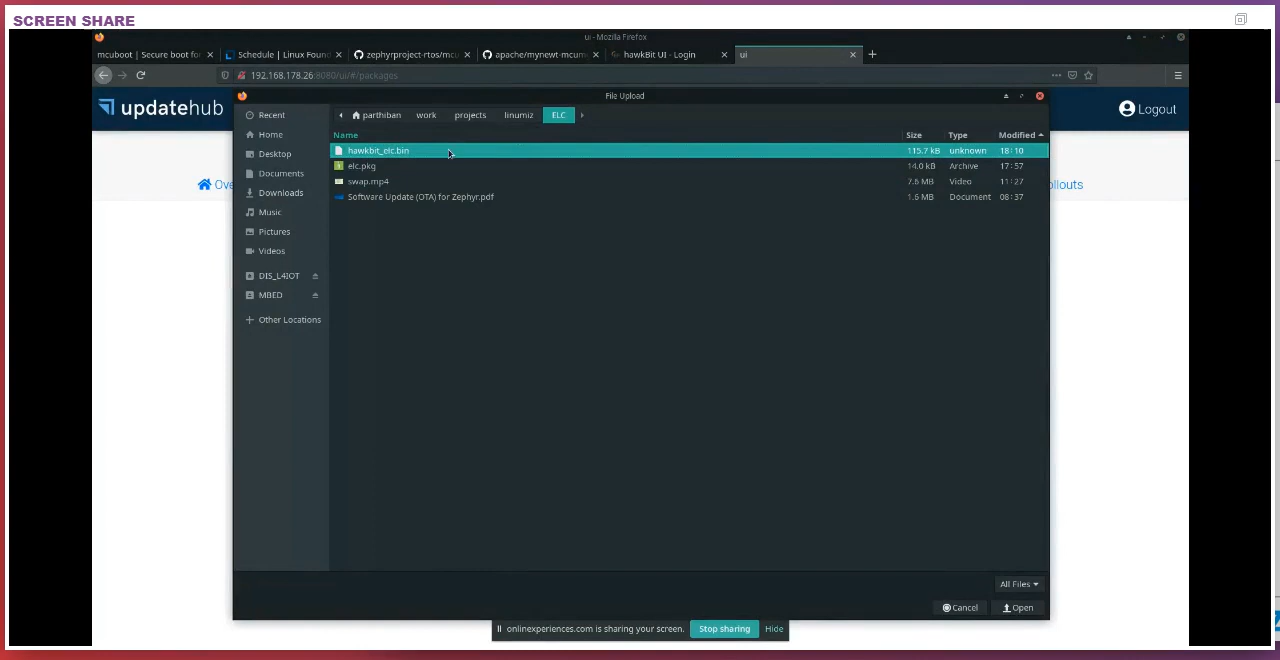 SCREEN SHARE
ui - Mozilla Firefox
mcuboot | Secure boot for
Schedule | Linux Found
zephyrproject-rtos/mcu
apache/mynewt-mcum
hawkBit UI - Login
ui
192.168.178.26:8080/ui/#/packages
updatehub
Logout
File Upload
Recent
Home
Desktop
Documents
Downloads
Music
Pictures
Videos
DIS_L4IOT
MBED
Other Locations
parthiban work projects linumiz ELC
Name Size Type Modified
hawkbit_elc.bin 115.7 kB unknown 18:10
elc.pkg 14.0 kB Archive 17:57
swap.mp4 7.6 MB Video 11:27
Software Update (OTA) for Zephyr.pdf 1.6 MB Document 08:37
Ove
ollouts
All Files
Cancel Open
onlinexperiences.com is sharing your screen. Stop sharing Hide